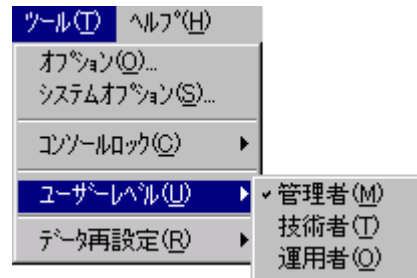 ツール(T) ヘルプ(H)
オプション(O)...
システムオプション(S)...
コンソールロック(C)
ユーザーレベル(U)
データ再設定(R)
管理者(M)
技術者(T)
運用者(O)